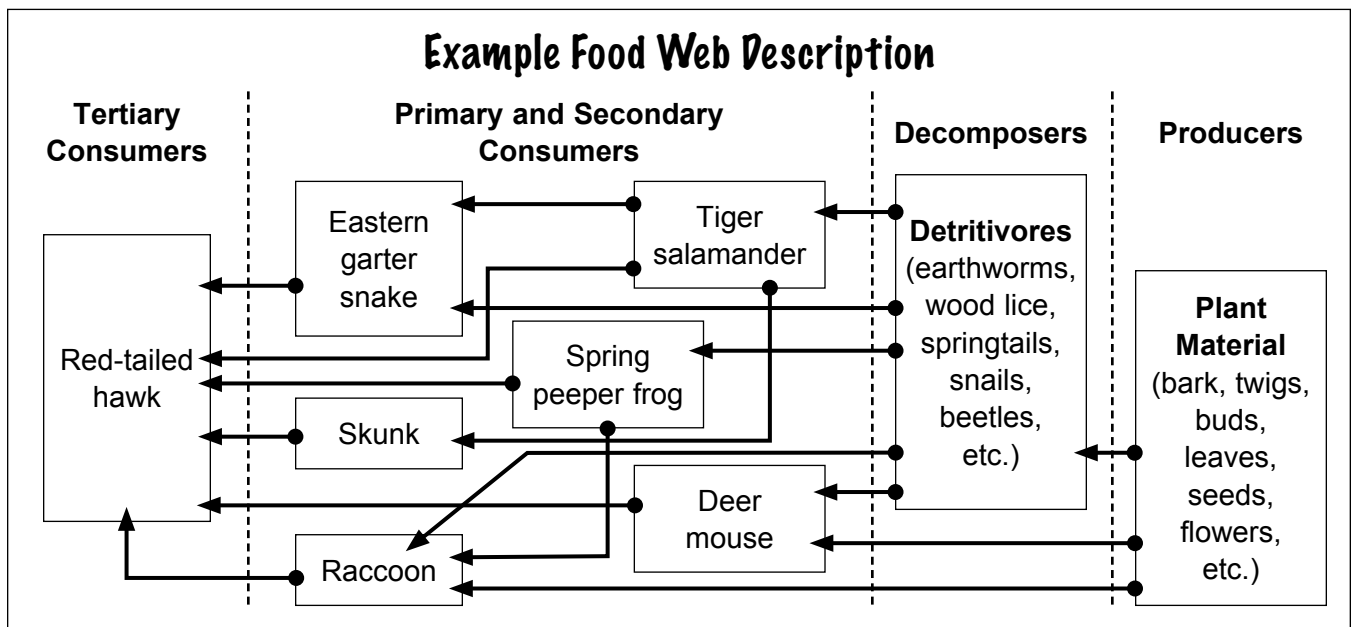 Example Food Web Description
Tertiary
Consumers
Primary and Secondary
Consumers
Decomposers
Producers
Red-tailed
hawk
Eastern
garter
snake
Tiger
salamander
Spring
peeper frog
Skunk
Deer
mouse
Raccoon
Detritivores
(earthworms,
wood lice,
springtails,
snails,
beetles,
etc.)
Plant
Material
(bark, twigs,
buds,
leaves,
seeds,
flowers,
etc.)